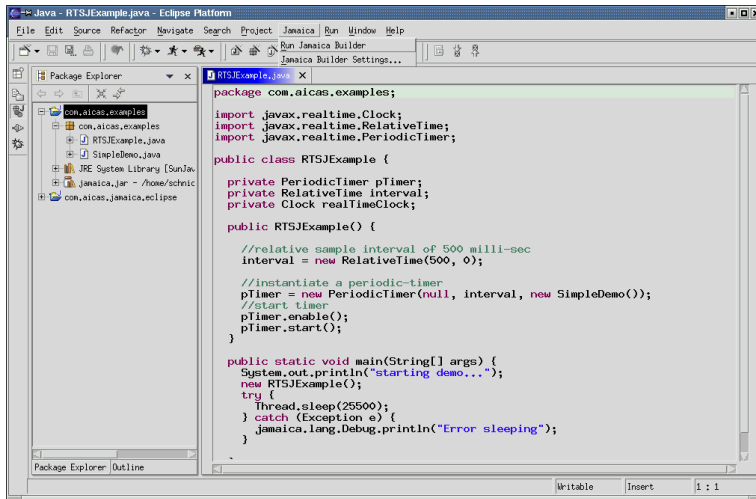 Java - RTSJExample.java - Eclipse Platform
File Edit Source Refactor Navigate Search Project Jamaica Run Window Help
Run Jamaica Builder
Jamaica Builder Settings...
Package Explorer
RTSJExample.java
com.aicas.examples
com.aicas.examples
RTSJExample.java
SimpleDemo.java
JRE System Library [SunJav
jamaica.jar - /home/schnic
com.aicas.jamaica.eclipse
package com.aicas.examples;
import javax.realtime.Clock;
import javax.realtime.RelativeTime;
import javax.realtime.PeriodicTimer;
public class RTSJExample {
private PeriodicTimer pTimer;
private RelativeTime interval;
private Clock realTimeClock;
public RTSJExample() {
//relative sample interval of 500 milli-sec
interval = new RelativeTime(500, 0);
//instantiate a periodic-timer
pTimer = new PeriodicTimer(null, interval, new SimpleDemo());
//start timer
pTimer.enable();
pTimer.start();
}
public static void main(String[] args) {
System.out.println("starting demo...");
new RTSJExample();
try {
Thread.sleep(25500);
} catch (Exception e) {
jamaica.lang.Debug.println("Error sleeping");
}
Package Explorer Outline
Writable Insert 1 : 1